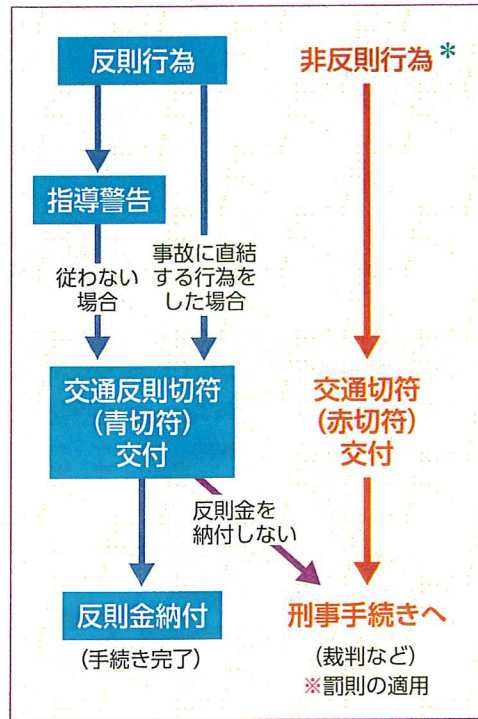 反則行為
非反則行為*
指導警告
従わない
場合
事故に直結
する行為を
した場合
交通反則切符
(青切符)
交付
交通切符
(赤切符)
交付
反則金を
納付しない
反則金納付
(手続き完了)
刑事手続きへ
(裁判など)
※罰則の適用